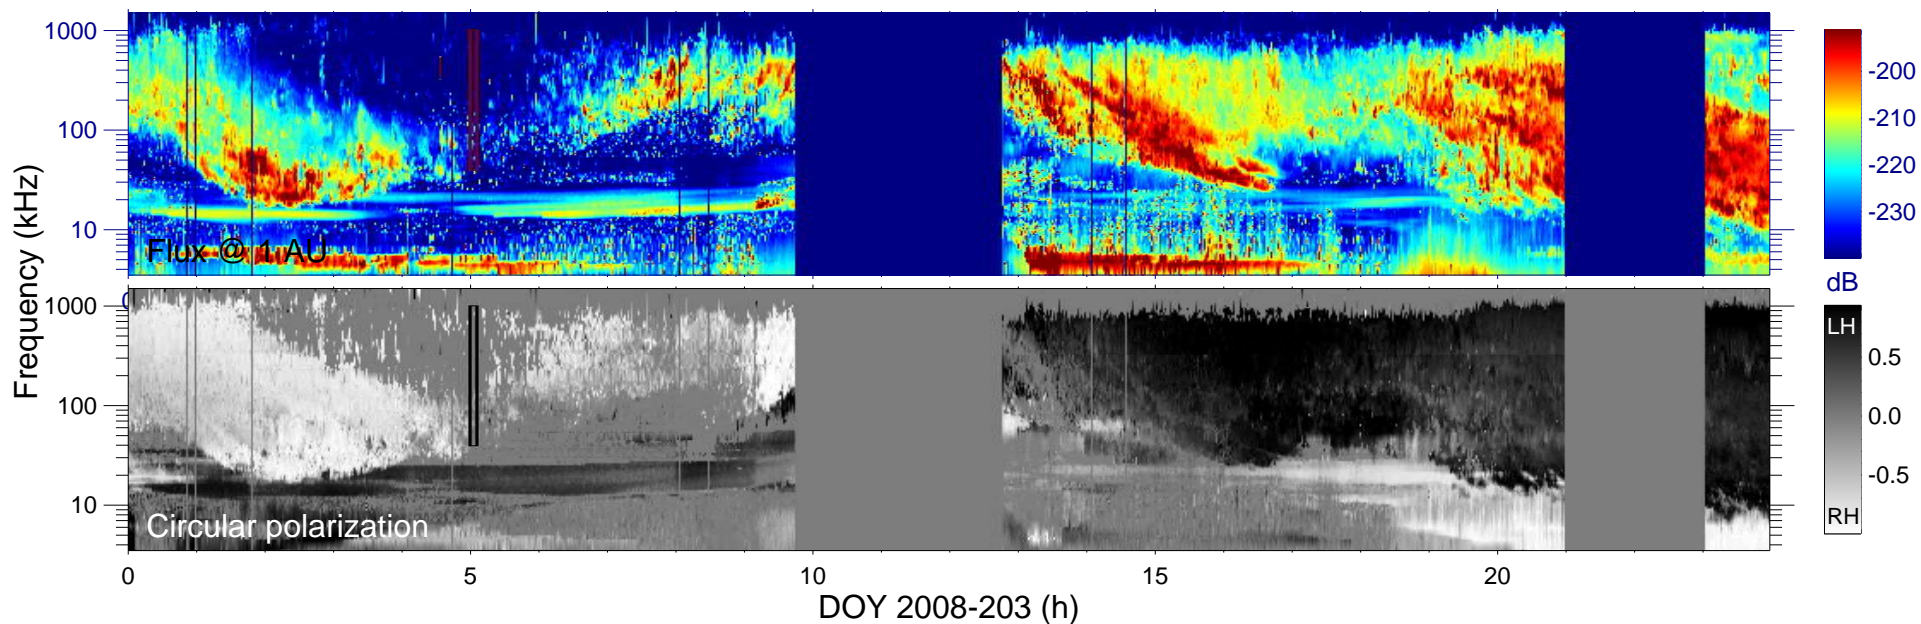 Frequency (kHz)
1000
100
10
Flux @ 1 AU
0
-200
-210
-220
-230
dB
1000
100
10
Circular polarization
LH
0.5
0.0
-0.5
RH
0
5
10
15
20
DOY 2008-203 (h)